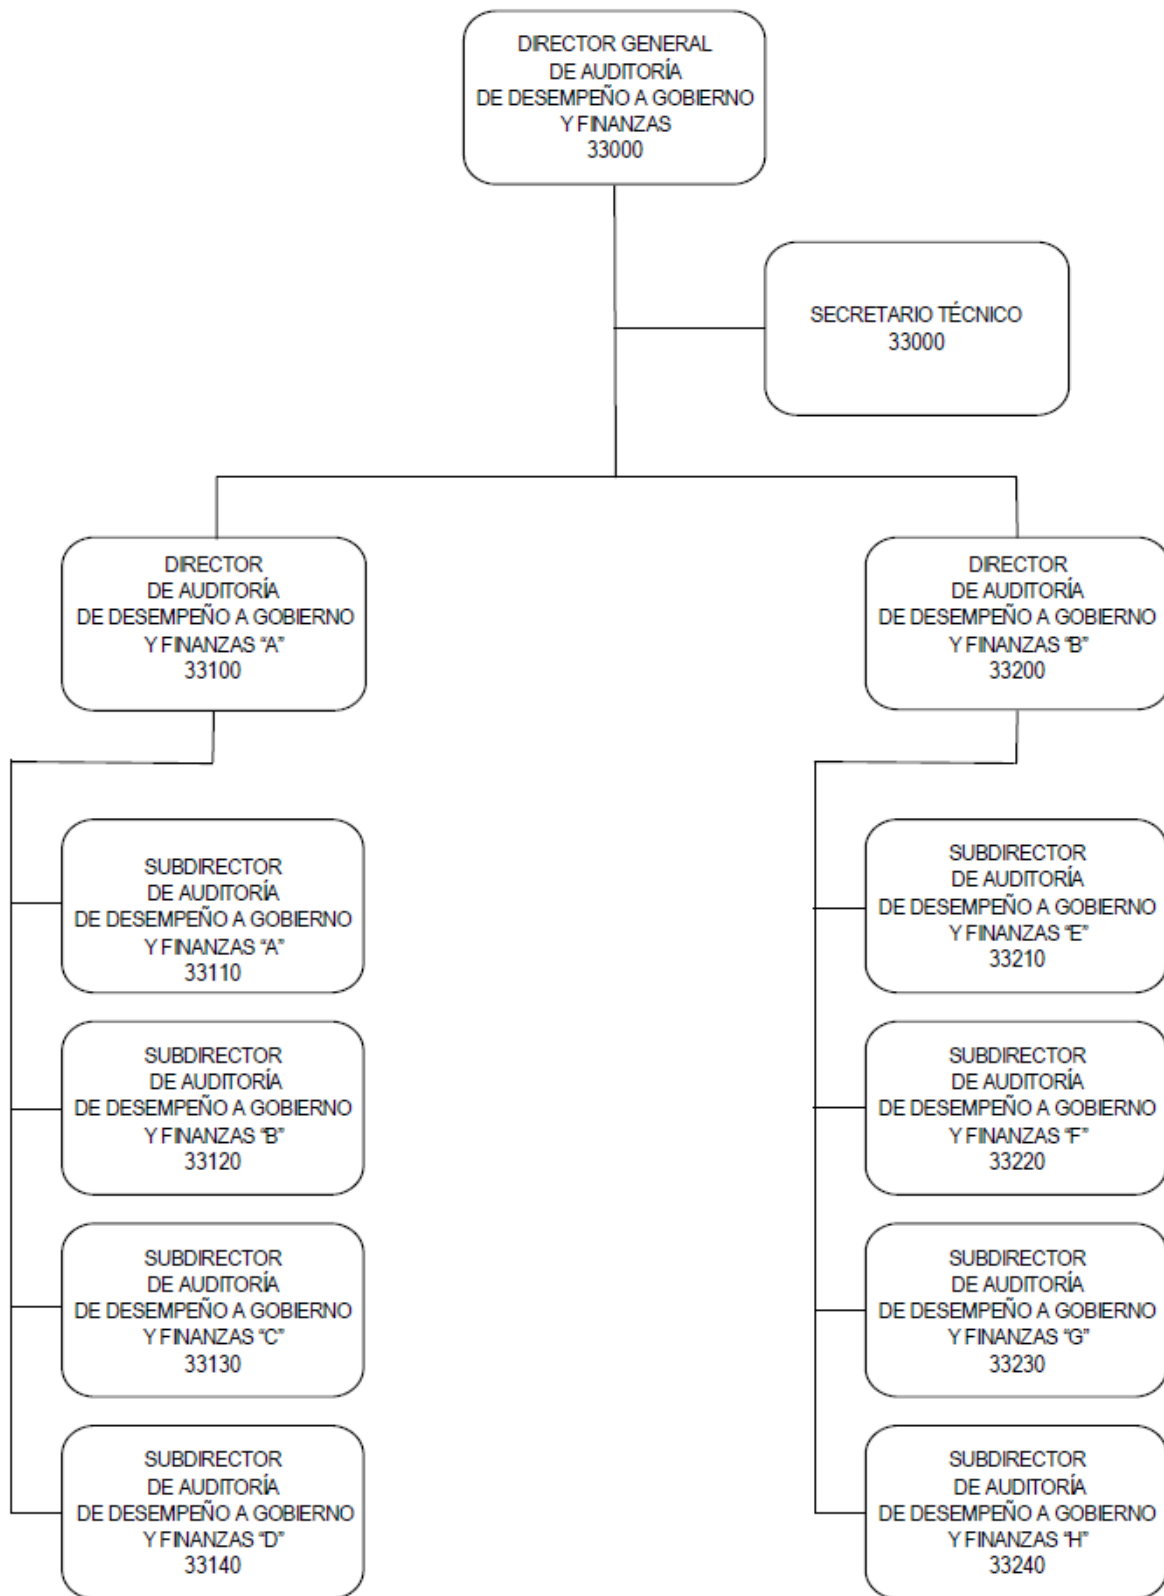 DIRECTOR GENERAL
DE AUDITORÍA
DE DESEMPEÑO A GOBIERNO
Y FINANZAS
33000
SECRETARIO TÉCNICO
33000
DIRECTOR
DE AUDITORÍA
DE DESEMPEÑO A GOBIERNO
Y FINANZAS “A”
33100
DIRECTOR
DE AUDITORÍA
DE DESEMPEÑO A GOBIERNO
Y FINANZAS “B”
33200
SUBDIRECTOR
DE AUDITORÍA
DE DESEMPEÑO A GOBIERNO
Y FINANZAS “A”
33110
SUBDIRECTOR
DE AUDITORÍA
DE DESEMPEÑO A GOBIERNO
Y FINANZAS “B”
33120
SUBDIRECTOR
DE AUDITORÍA
DE DESEMPEÑO A GOBIERNO
Y FINANZAS “C”
33130
SUBDIRECTOR
DE AUDITORÍA
DE DESEMPEÑO A GOBIERNO
Y FINANZAS “D”
33140
SUBDIRECTOR
DE AUDITORÍA
DE DESEMPEÑO A GOBIERNO
Y FINANZAS “E”
33210
SUBDIRECTOR
DE AUDITORÍA
DE DESEMPEÑO A GOBIERNO
Y FINANZAS “F”
33220
SUBDIRECTOR
DE AUDITORÍA
DE DESEMPEÑO A GOBIERNO
Y FINANZAS “G”
33230
SUBDIRECTOR
DE AUDITORÍA
DE DESEMPEÑO A GOBIERNO
Y FINANZAS “H”
33240